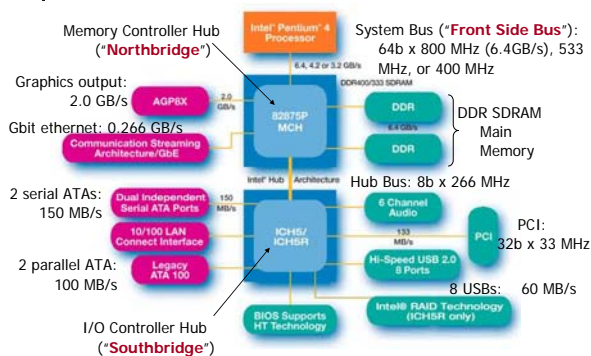 Memory Controller Hub
("Northbridge")
Intel® Pentium® 4
Processor
System Bus ("Front Side Bus"):
64b x 800 MHz (6.4GB/s), 533
MHz, or 400 MHz
6.4, 4.2 or 3.2 GB/s
DDR400/333 SDRAM
Graphics output:
2.0 GB/s
AGP8X
2.0
GB/s
82875P
MCH
DDR
6.4 GB/s
DDR
DDR SDRAM
Main
Memory
Gbit ethernet: 0.266 GB/s
Communication Streaming
Architecture/GbE
Intel® Hub Architecture
Hub Bus: 8b x 266 MHz
2 serial ATAs:
150 MB/s
Dual Independent
Serial ATA Ports
150
MB/s
6 Channel
Audio
10/100 LAN
Connect Interface
ICH5/
ICH5R
133
MB/s
PCI
PCI:
32b x 33 MHz
2 parallel ATA:
100 MB/s
Legacy
ATA 100
Hi-Speed USB 2.0
8 Ports
8 USBs: 60 MB/s
BIOS Supports
HT Technology
Intel® RAID Technology
(ICH5R only)
I/O Controller Hub
("Southbridge")